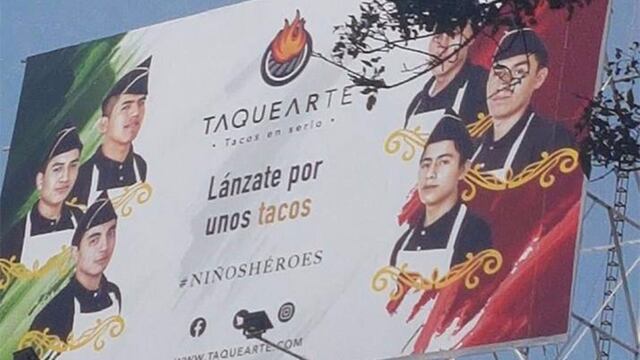 TAQUEARTE
• Tacos en serio •
Lánzate por
unos tacos
#NIÑOSHÉROES
WWW.TAQUEARTE.COM